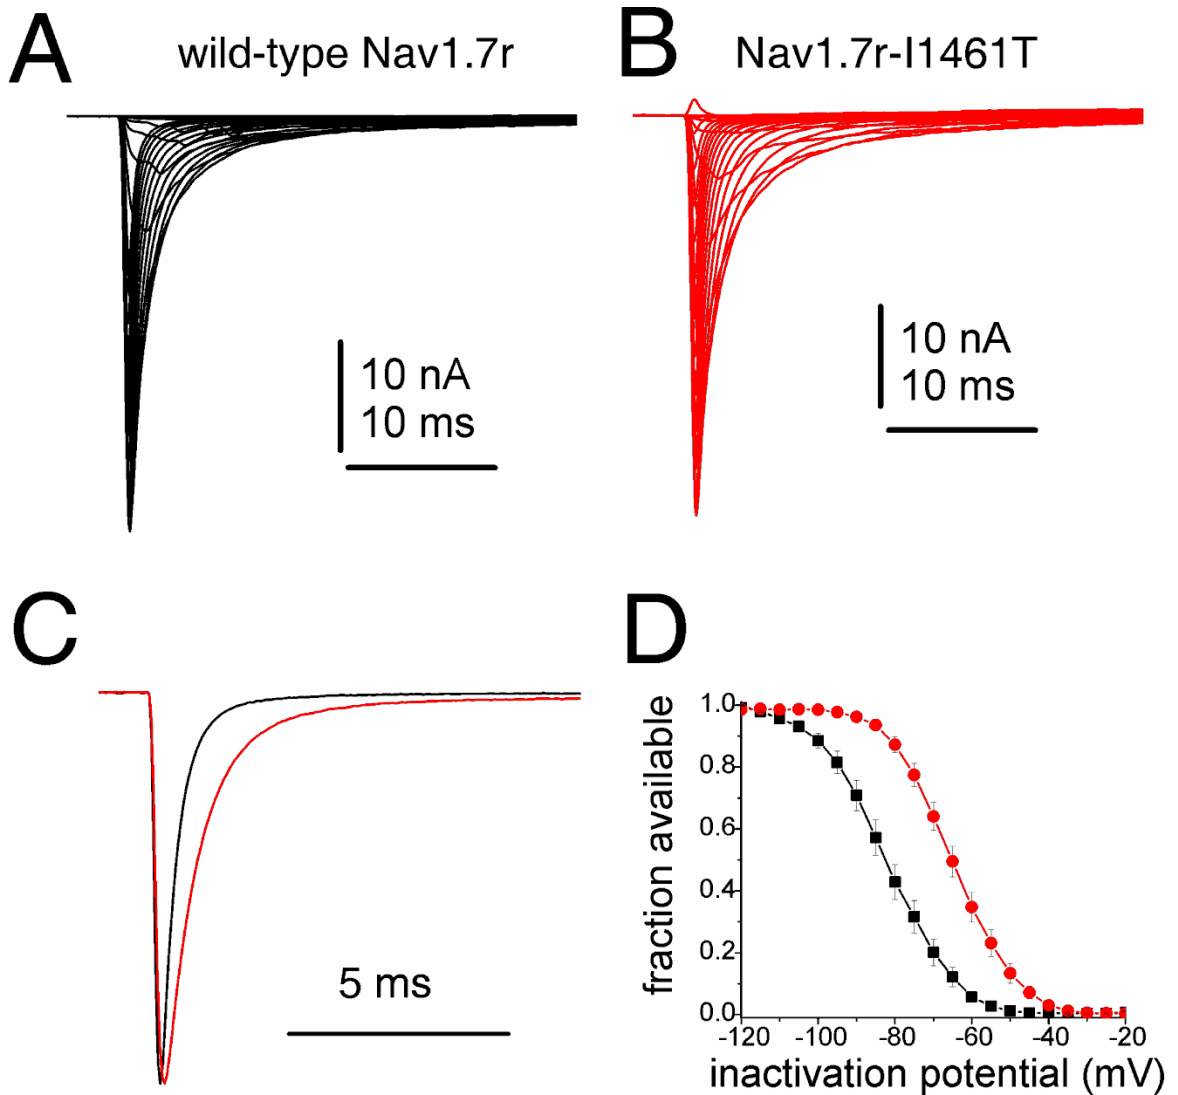 A
wild-type Nav1.7r
B
Nav1.7r-I1461T
10 nA
10 ms
10 nA
10 ms
C
5 ms
D
fraction available
1.0
0.8
0.6
0.4
0.2
0.0
-120 -100 -80 -60 -40 -20
inactivation potential (mV)